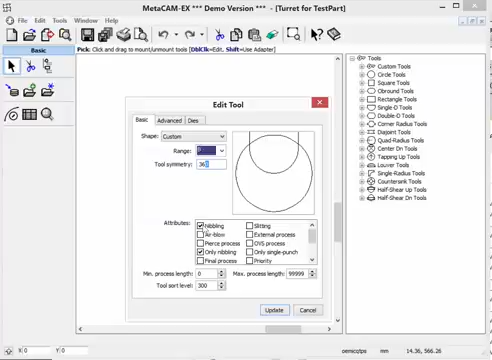 MetaCAM-EX *** Demo Version *** [Turret for TestPart]
File Edit Tools Window Help
Basic
Pick: Click and drag to mount/unmount tools [DblClk=Edit, Shift=Use Adapter]
Edit Tool
Basic Advanced Dies
Shape: Custom
Range:
Tool symmetry: 360
Attributes:
Nibbling
Slitting
Air-blow
External process
Pierce process
OVS process
Only nibbling
Only single-punch
Final process
Priority
Min. process length: 0
Max. process length: 99999
Tool sort level: 300
Update
Cancel
Tools
Custom Tools
Circle Tools
Square Tools
Obround Tools
Rectangle Tools
Single-D Tools
Double-D Tools
Corner Radius Tools
Diajoint Tools
Quad-Radius Tools
Center Dn Tools
Tapping Up Tools
Louver Tools
Single-Radius Tools
Countersink Tools
Half-Shear Up Tools
Half-Shear Dn Tools
X 0
Y 0
oemico/tps
mm
14.36, 566.26